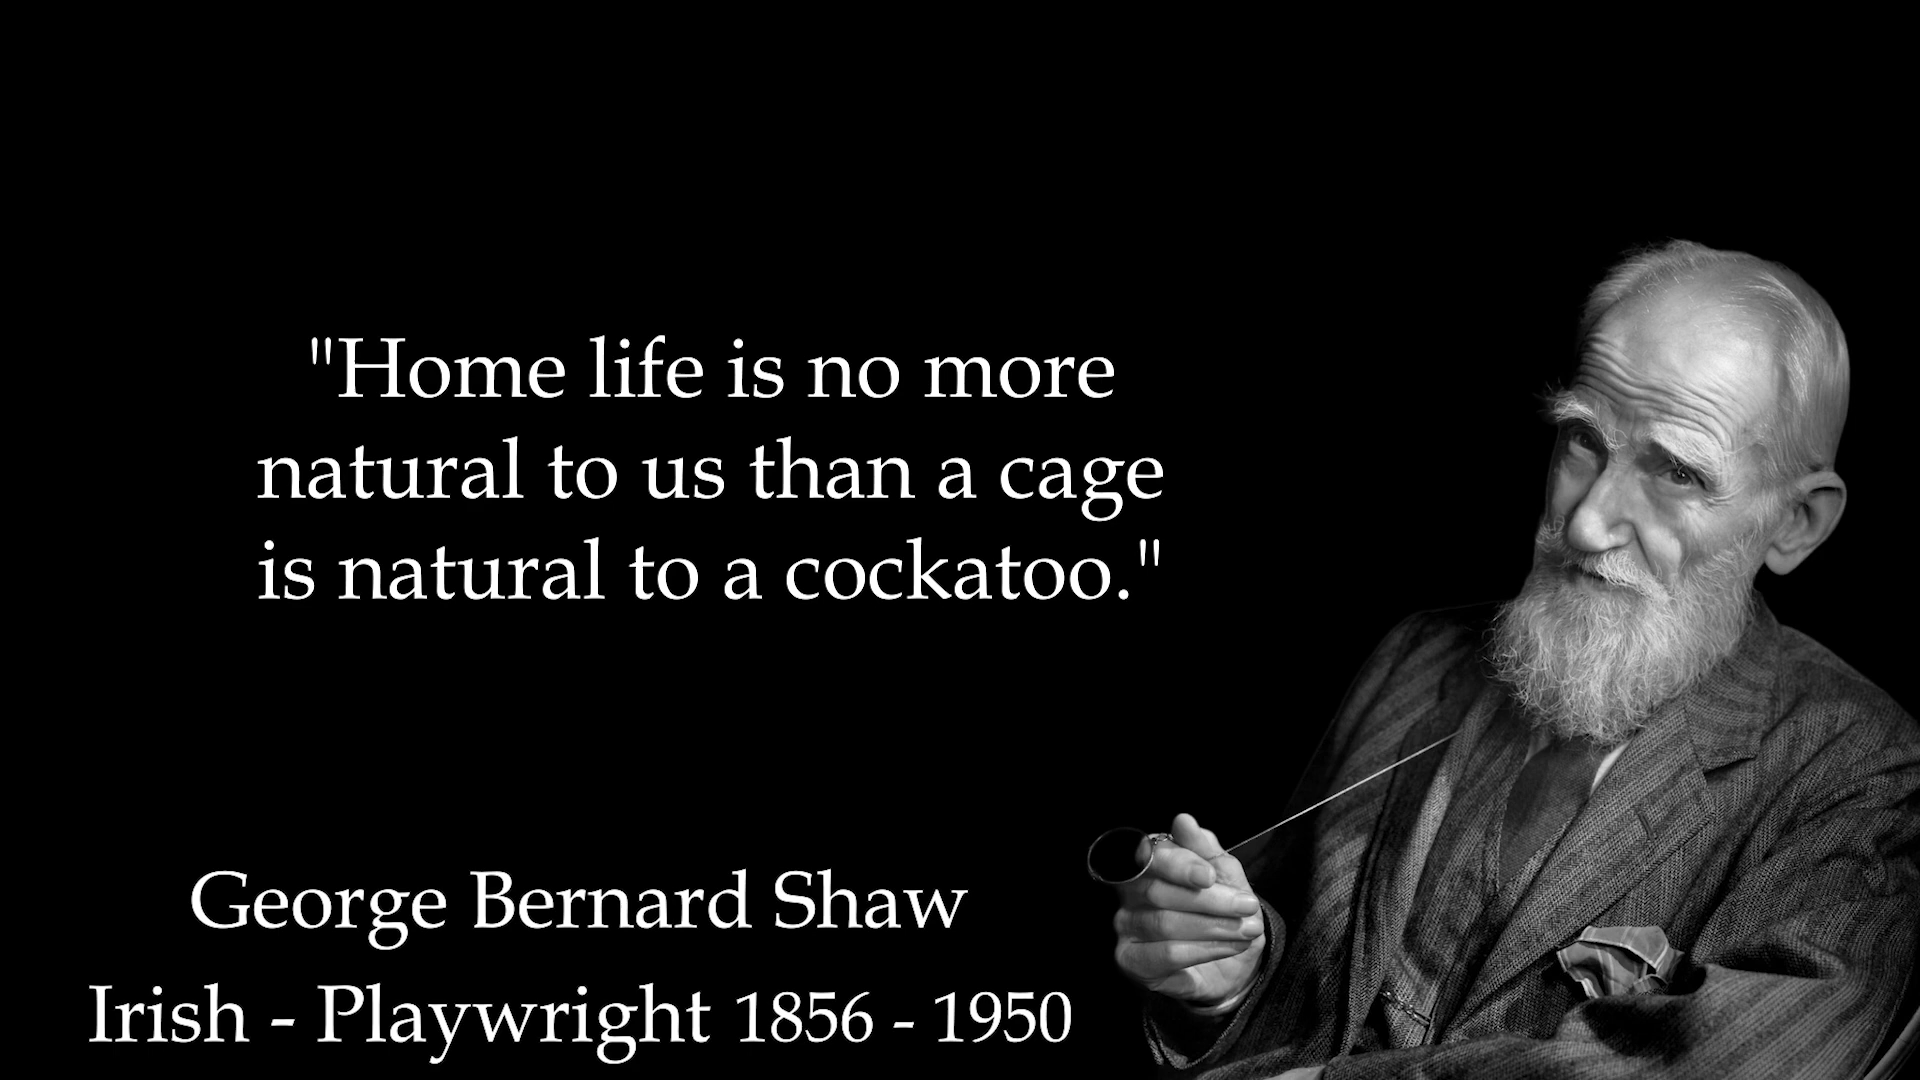 "Home life is no more
natural to us than a cage
is natural to a cockatoo."
George Bernard Shaw
Irish - Playwright 1856 - 1950